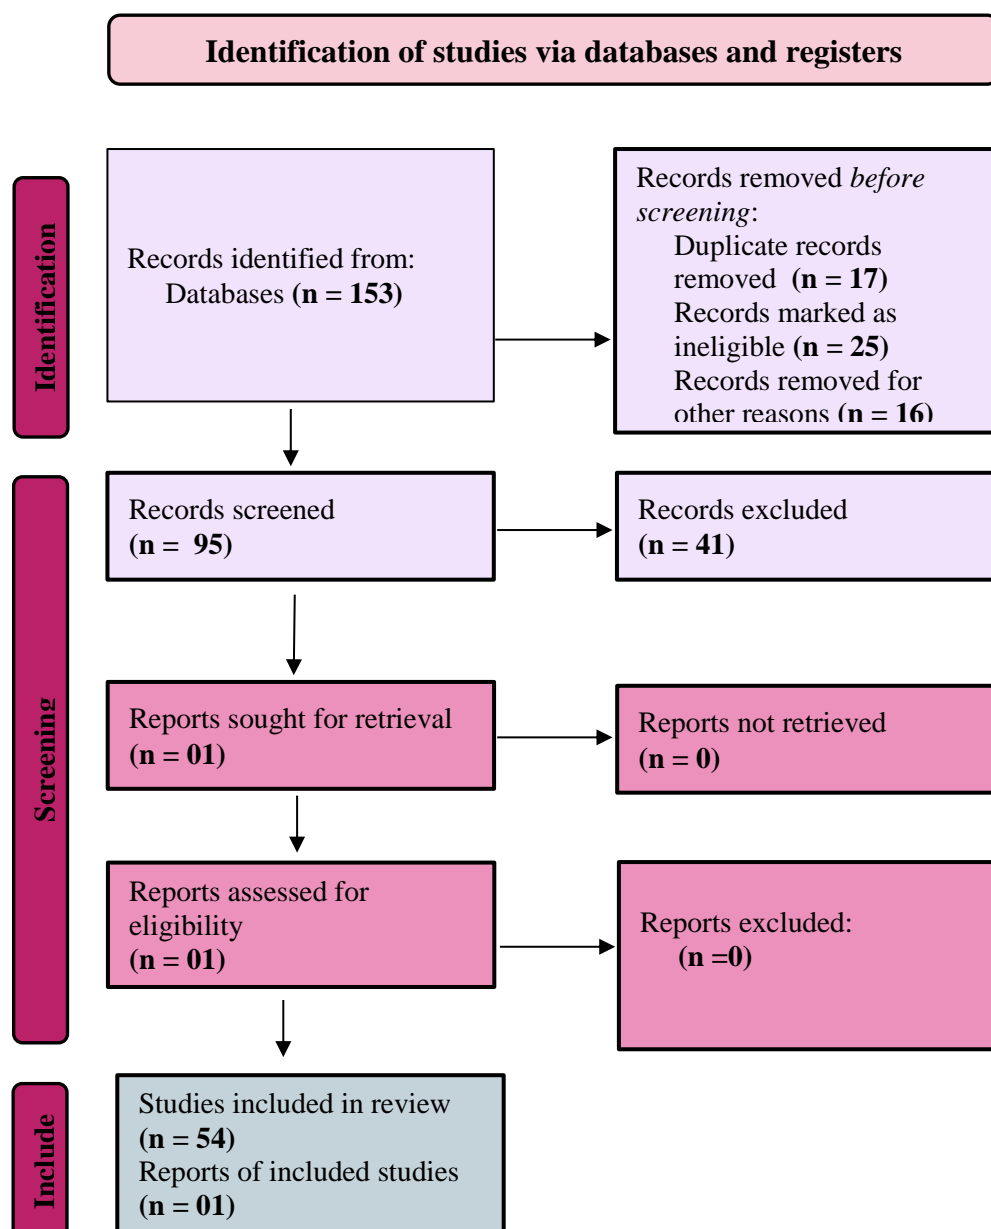 Identification of studies via databases and registers
Identification
Records identified from:
Databases (n = 153)
Records removed before
screening:
Duplicate records
removed  (n = 17)
Records marked as
ineligible (n = 25)
Records removed for
other reasons (n = 16)
Screening
Records screened
(n =  95)
Records excluded
(n = 41)
Reports sought for retrieval
(n = 01)
Reports not retrieved
(n = 0)
Reports assessed for
eligibility
(n = 01)
Reports excluded:
(n =0)
Include
Studies included in review
(n = 54)
Reports of included studies
(n = 01)